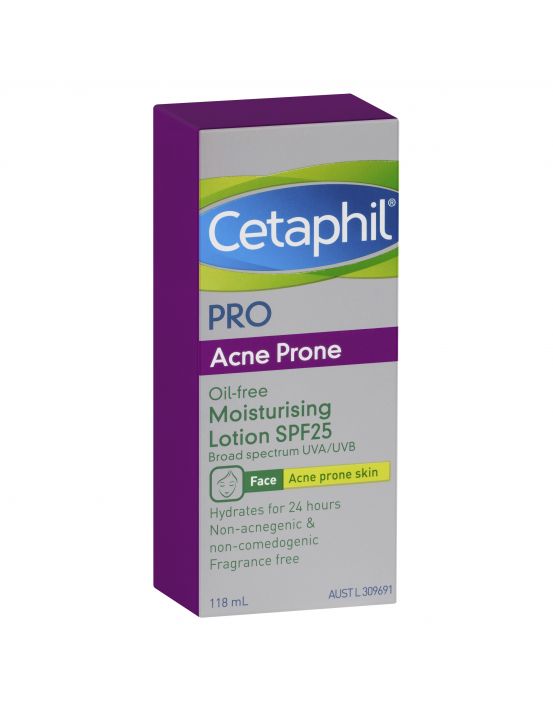 Cetaphil®
PRO
Acne Prone
Oil-free
Moisturising
Lotion SPF25
Broad spectrum UVA/UVB
Face Acne prone skin
Hydrates for 24 hours
Non-acnegenic &
non-comedogenic
Fragrance free
118 mL AUST L 309691